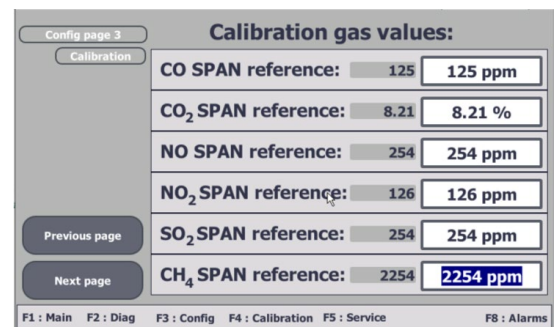 Config page 3
Calibration
Calibration gas values:
CO SPAN reference: 125 125 ppm
CO₂ SPAN reference: 8.21 8.21 %
NO SPAN reference: 254 254 ppm
NO₂ SPAN reference: 126 126 ppm
SO₂ SPAN reference: 254 254 ppm
CH₄ SPAN reference: 2254 2254 ppm
Previous page
Next page
F1 : Main F2 : Diag F3 : Config F4 : Calibration F5 : Service F8 : Alarms